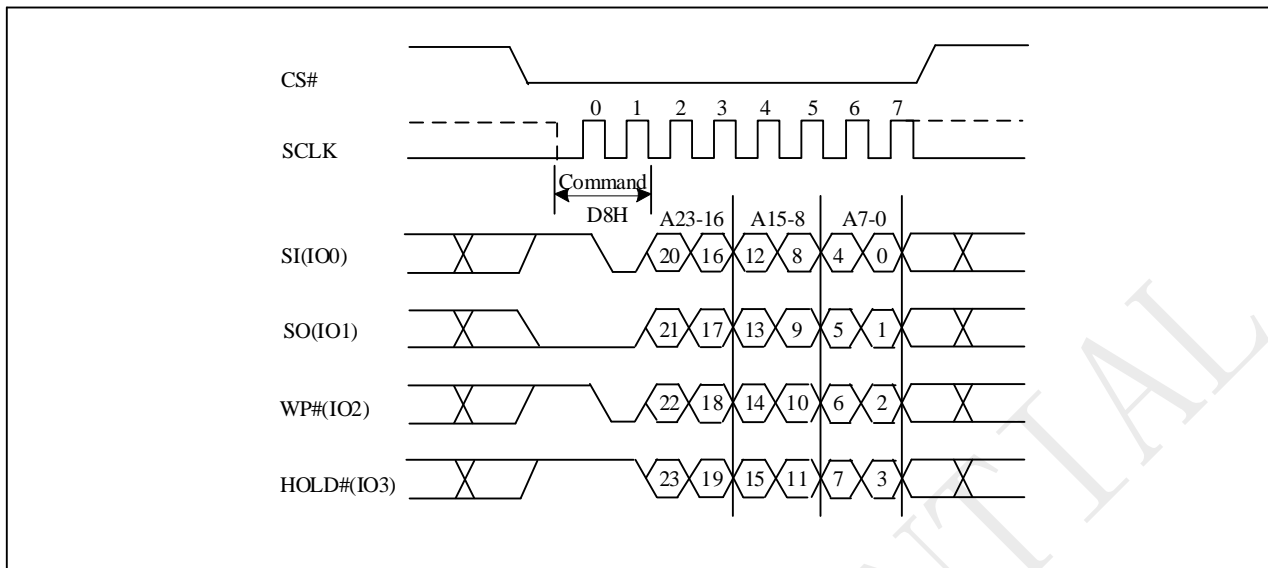 CS#
0 1 2 3 4 5 6 7
SCLK
Command
D8H
A23-16 A15-8 A7-0
SI(IO0) 20 16 12 8 4 0
SO(IO1) 21 17 13 9 5 1
WP#(IO2) 22 18 14 10 6 2
HOLD#(IO3) 23 19 15 11 7 3
NTIAL